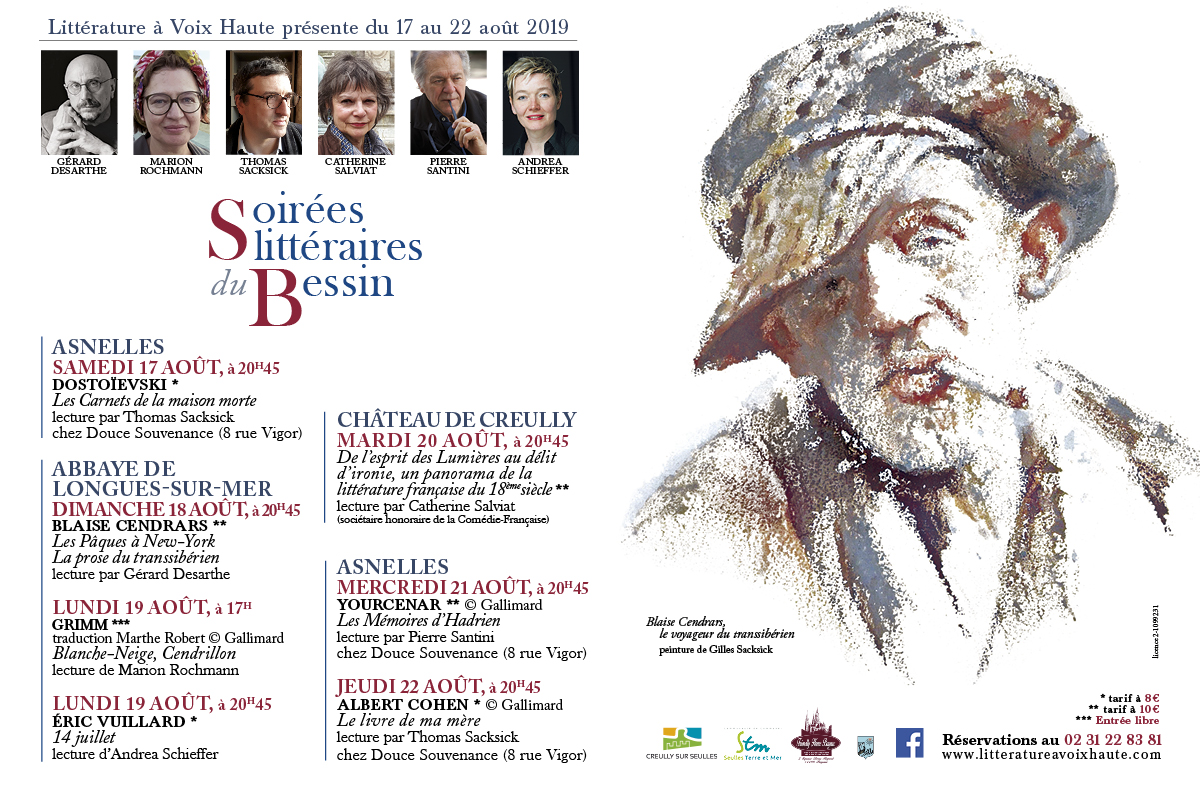 Littérature à Voix Haute présente du 17 au 22 août 2019
GÉRARD
DESARTHE
MARION
ROCHMANN
THOMAS
SACKSICK
CATHERINE
SALVIAT
PIERRE
SANTINI
ANDREA
SCHIEFFER
Soirées
littéraires
du Bessin
ASNELLES
SAMEDI 17 AOÛT, à 20H45
DOSTOÏEVSKI *
Les Carnets de la maison morte
lecture par Thomas Sacksick
chez Douce Souvenance (8 rue Vigor)
ABBAYE DE
LONGUES-SUR-MER
DIMANCHE 18 AOÛT, à 20H45
BLAISE CENDRARS **
Les Pâques à New-York
La prose du transsibérien
lecture par Gérard Desarthe
LUNDI 19 AOÛT, à 17H
GRIMM ***
traduction Marthe Robert © Gallimard
Blanche-Neige, Cendrillon
lecture de Marion Rochmann
LUNDI 19 AOÛT, à 20H45
ÉRIC VUILLARD *
14 juillet
lecture d'Andrea Schieffer
CHÂTEAU DE CREULLY
MARDI 20 AOÛT, à 20H45
De l'esprit des Lumières au délit
d'ironie, un panorama de la
littérature française du 18ème siècle **
lecture par Catherine Salviat
(sociétaire honoraire de la Comédie-Française)
ASNELLES
MERCREDI 21 AOÛT, à 20H45
YOURCENAR ** © Gallimard
Les Mémoires d'Hadrien
lecture par Pierre Santini
chez Douce Souvenance (8 rue Vigor)
JEUDI 22 AOÛT, à 20H45
ALBERT COHEN * © Gallimard
Le livre de ma mère
lecture par Thomas Sacksick
chez Douce Souvenance (8 rue Vigor)
Blaise Cendrars,
le voyageur du transsibérien
peinture de Gilles Sacksick
licence 2-1099231
* tarif à 8€
** tarif à 10€
*** Entrée libre
CREULLY SUR SEULLES
Stm
Seulles Terre et Mer
f
Réservations au 02 31 22 83 81
www.litteratureavoixhaute.com